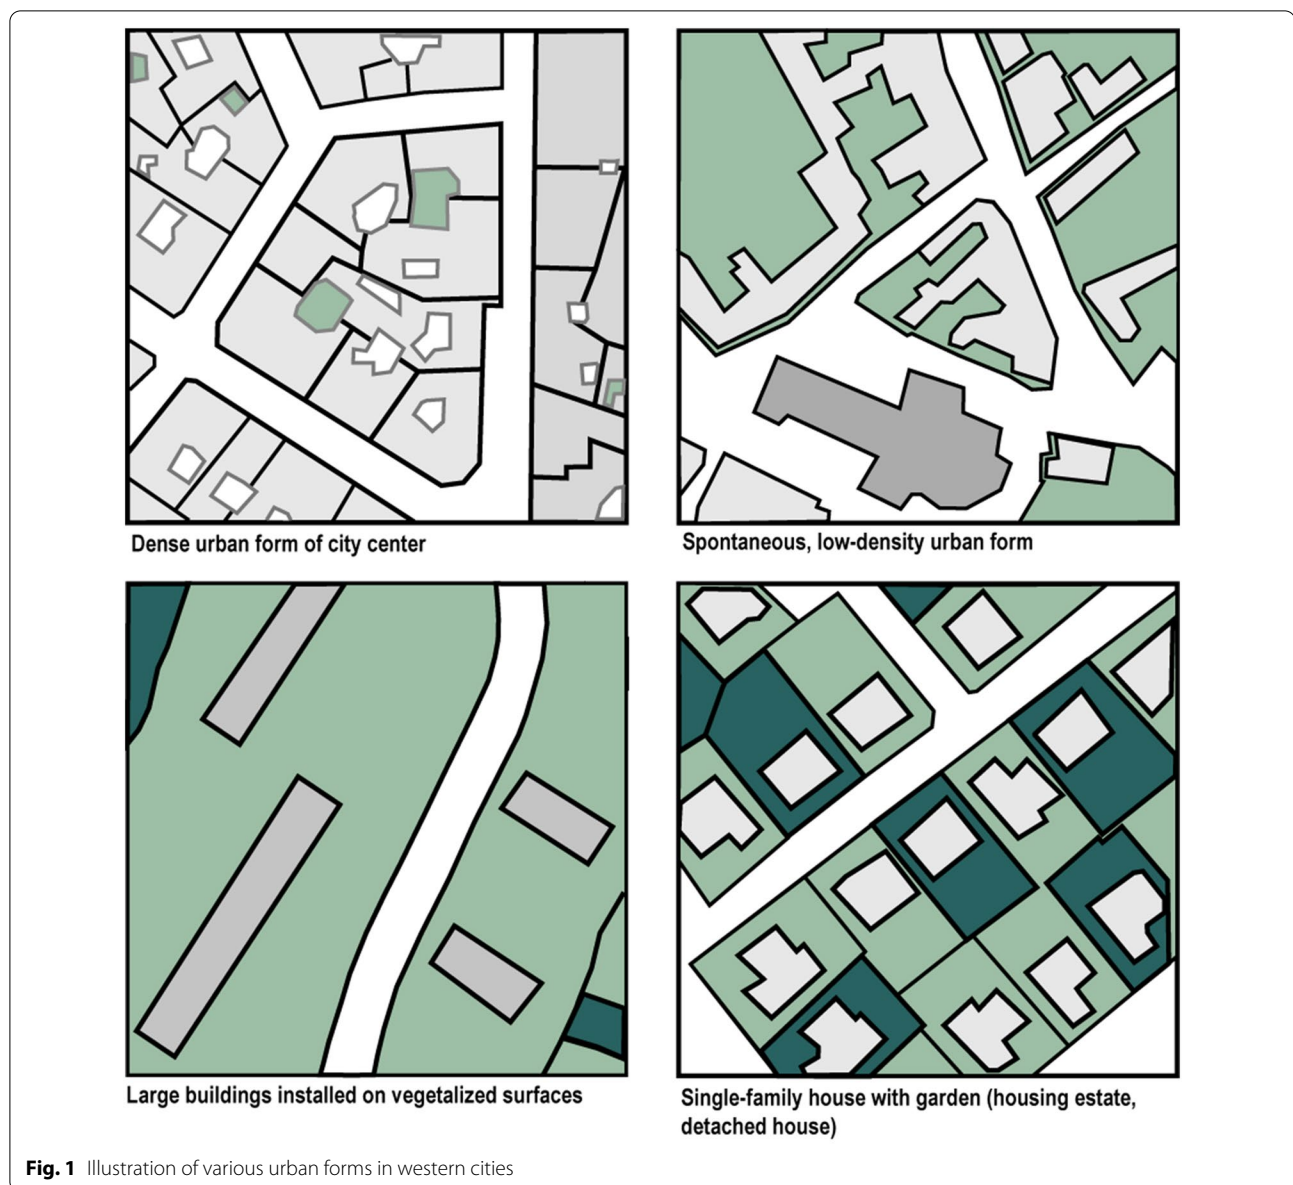 Dense urban form of city center
Spontaneous, low-density urban form
Large buildings installed on vegetalized surfaces
Single-family house with garden (housing estate,
detached house)
Fig. 1 Illustration of various urban forms in western cities